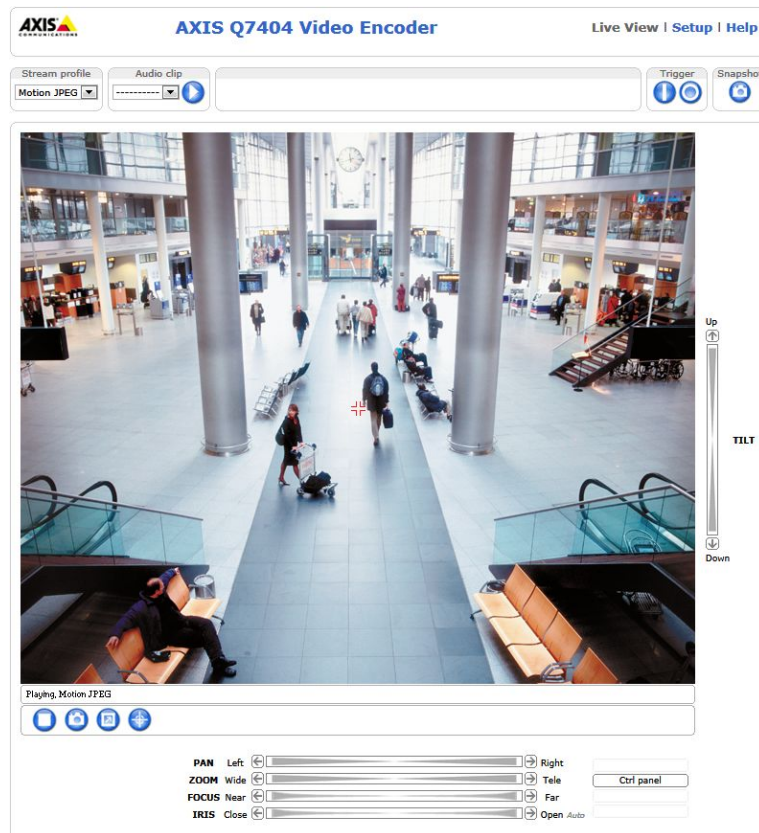 AXIS
COMMUNICATIONS
AXIS Q7404 Video Encoder
Live View | Setup | Help
Stream profile
Audio clip
Trigger
Snapshot
Motion JPEG
----------
Up
TILT
Down
Playing, Motion JPEG
PAN Left Right
ZOOM Wide Tele Ctrl panel
FOCUS Near Far
IRIS Close Open Auto